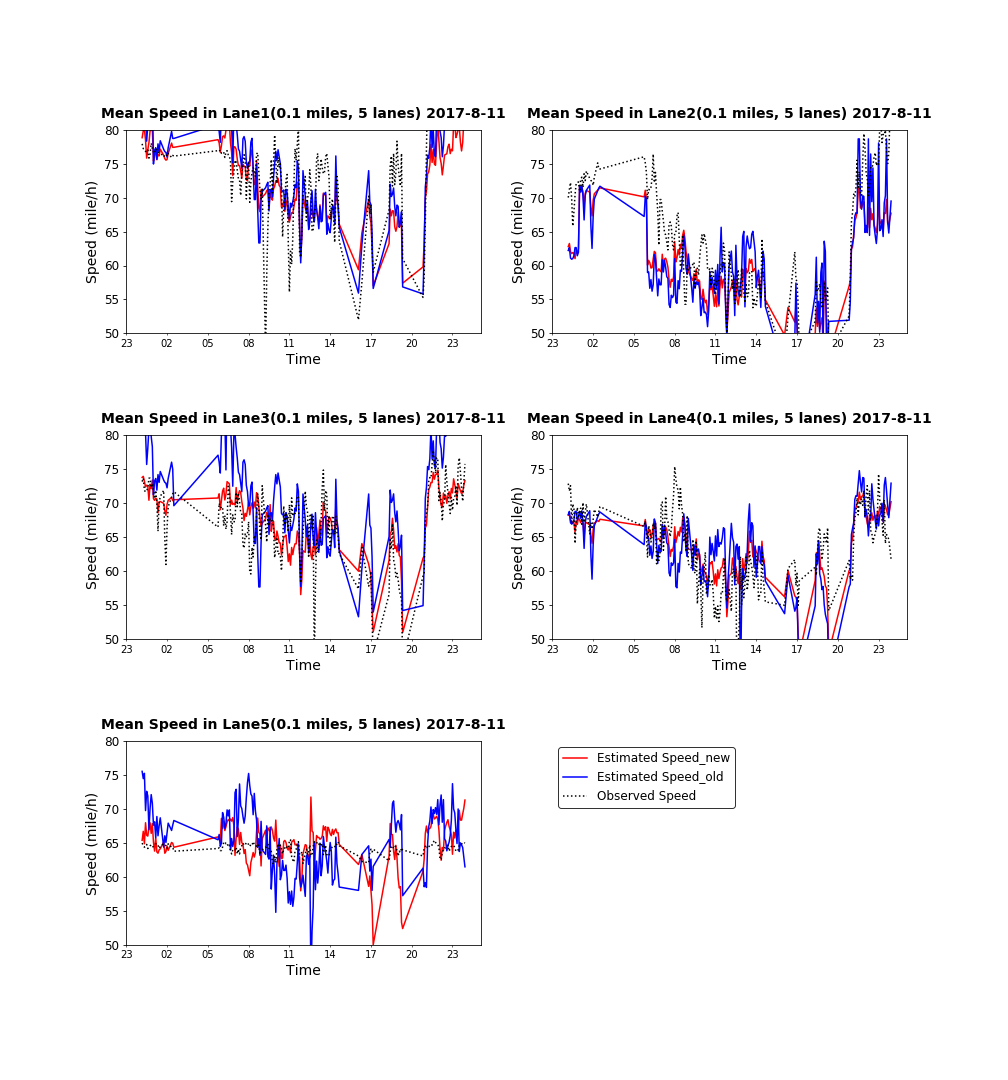 Mean Speed in Lane1(0.1 miles, 5 lanes) 2017-8-11
80
75
70
65
60
55
50
Speed (mile/h)
23 02 05 08 11 14 17 20 23
Time
Mean Speed in Lane2(0.1 miles, 5 lanes) 2017-8-11
80
75
70
65
60
55
50
Speed (mile/h)
23 02 05 08 11 14 17 20 23
Time
Mean Speed in Lane3(0.1 miles, 5 lanes) 2017-8-11
80
75
70
65
60
55
50
Speed (mile/h)
23 02 05 08 11 14 17 20 23
Time
Mean Speed in Lane4(0.1 miles, 5 lanes) 2017-8-11
80
75
70
65
60
55
50
Speed (mile/h)
23 02 05 08 11 14 17 20 23
Time
Mean Speed in Lane5(0.1 miles, 5 lanes) 2017-8-11
80
75
70
65
60
55
50
Speed (mile/h)
23 02 05 08 11 14 17 20 23
Time
Estimated Speed_new
Estimated Speed_old
Observed Speed